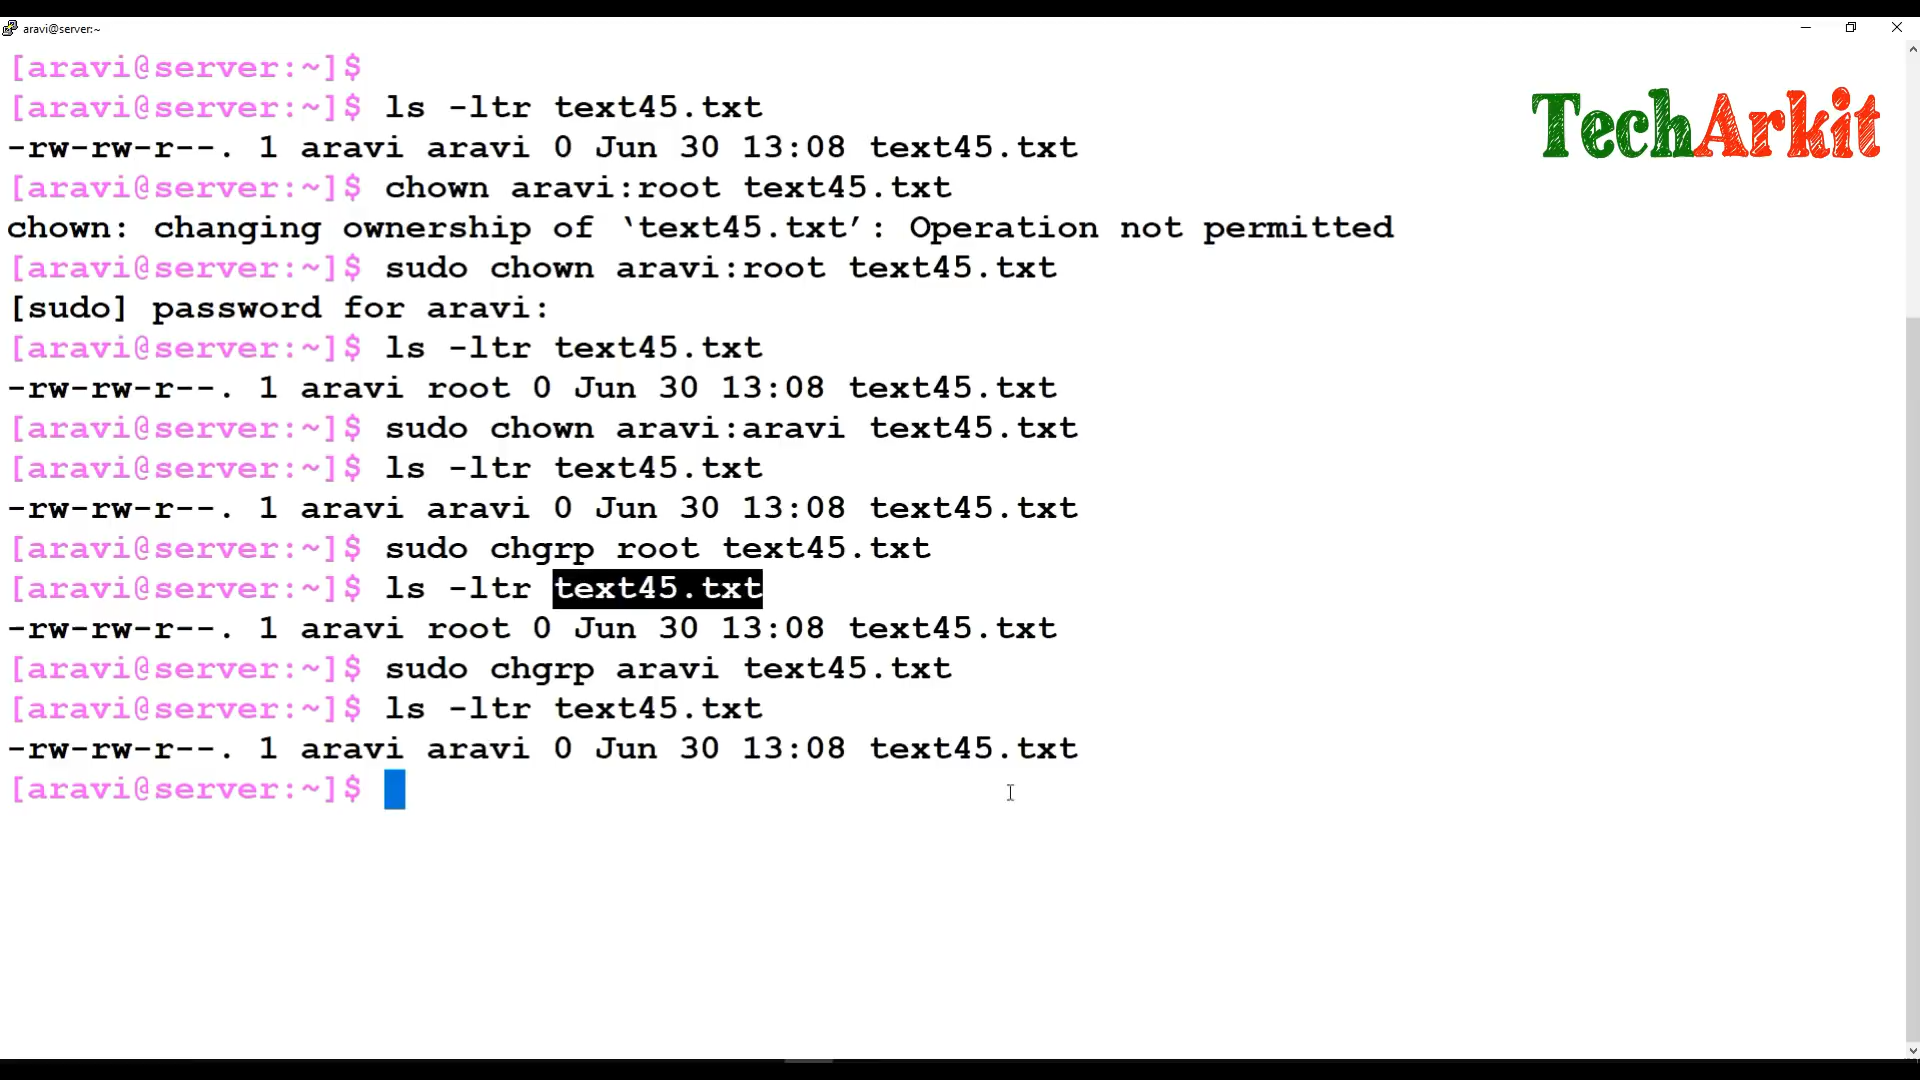 aravi@server:~
[aravi@server:~]$
[aravi@server:~]$ ls -ltr text45.txt
TechArkit
-rw-rw-r--. 1 aravi aravi 0 Jun 30 13:08 text45.txt
[aravi@server:~]$ chown aravi:root text45.txt
chown: changing ownership of ‘text45.txt’: Operation not permitted
[aravi@server:~]$ sudo chown aravi:root text45.txt
[sudo] password for aravi:
[aravi@server:~]$ ls -ltr text45.txt
-rw-rw-r--. 1 aravi root 0 Jun 30 13:08 text45.txt
[aravi@server:~]$ sudo chown aravi:aravi text45.txt
[aravi@server:~]$ ls -ltr text45.txt
-rw-rw-r--. 1 aravi aravi 0 Jun 30 13:08 text45.txt
[aravi@server:~]$ sudo chgrp root text45.txt
[aravi@server:~]$ ls -ltr text45.txt
-rw-rw-r--. 1 aravi root 0 Jun 30 13:08 text45.txt
[aravi@server:~]$ sudo chgrp aravi text45.txt
[aravi@server:~]$ ls -ltr text45.txt
-rw-rw-r--. 1 aravi aravi 0 Jun 30 13:08 text45.txt
[aravi@server:~]$